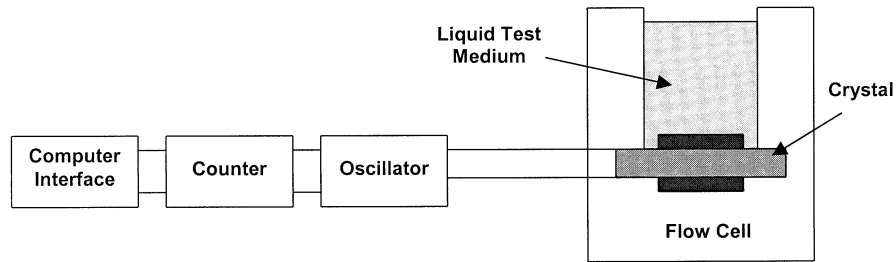 Liquid Test
Medium
Crystal
Computer
Interface
Counter
Oscillator
Flow Cell